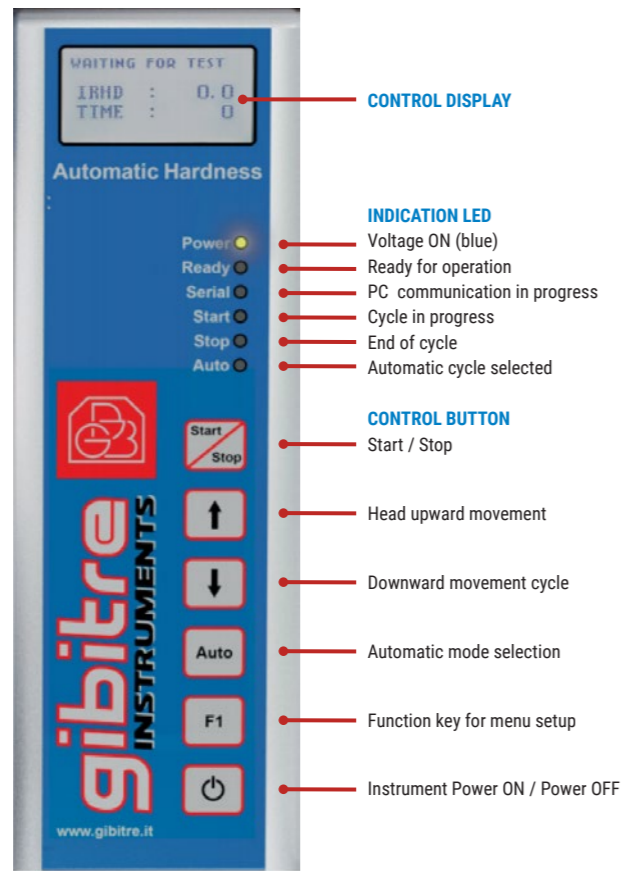 WAITING FOR TEST
IRHD : 0.0
TIME : 0
CONTROL DISPLAY
Automatic Hardness
:
INDICATION LED
Power Voltage ON (blue)
Ready Ready for operation
Serial PC communication in progress
Start Cycle in progress
Stop End of cycle
Auto Automatic cycle selected
CONTROL BUTTON
Start / Stop
Start
Stop
Head upward movement
Downward movement cycle
Auto
Automatic mode selection
F1
Function key for menu setup
Instrument Power ON / Power OFF
gibitre
INSTRUMENTS
www.gibitre.it